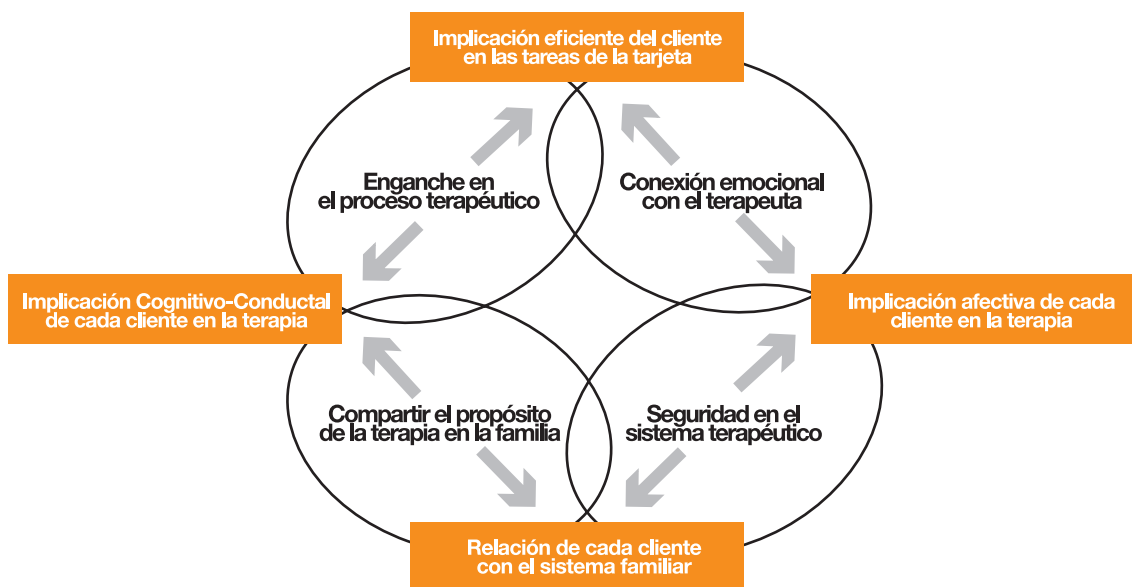 Implicación eficiente del cliente
en las tareas de la tarjeta
Enganche en
el proceso terapéutico
Conexión emocional
con el terapeuta
Implicación Cognitivo-Conductal
de cada cliente en la terapia
Implicación afectiva de cada
cliente en la terapia
Compartir el propósito
de la terapia en la familia
Seguridad en el
sistema terapéutico
Relación de cada cliente
con el sistema familiar